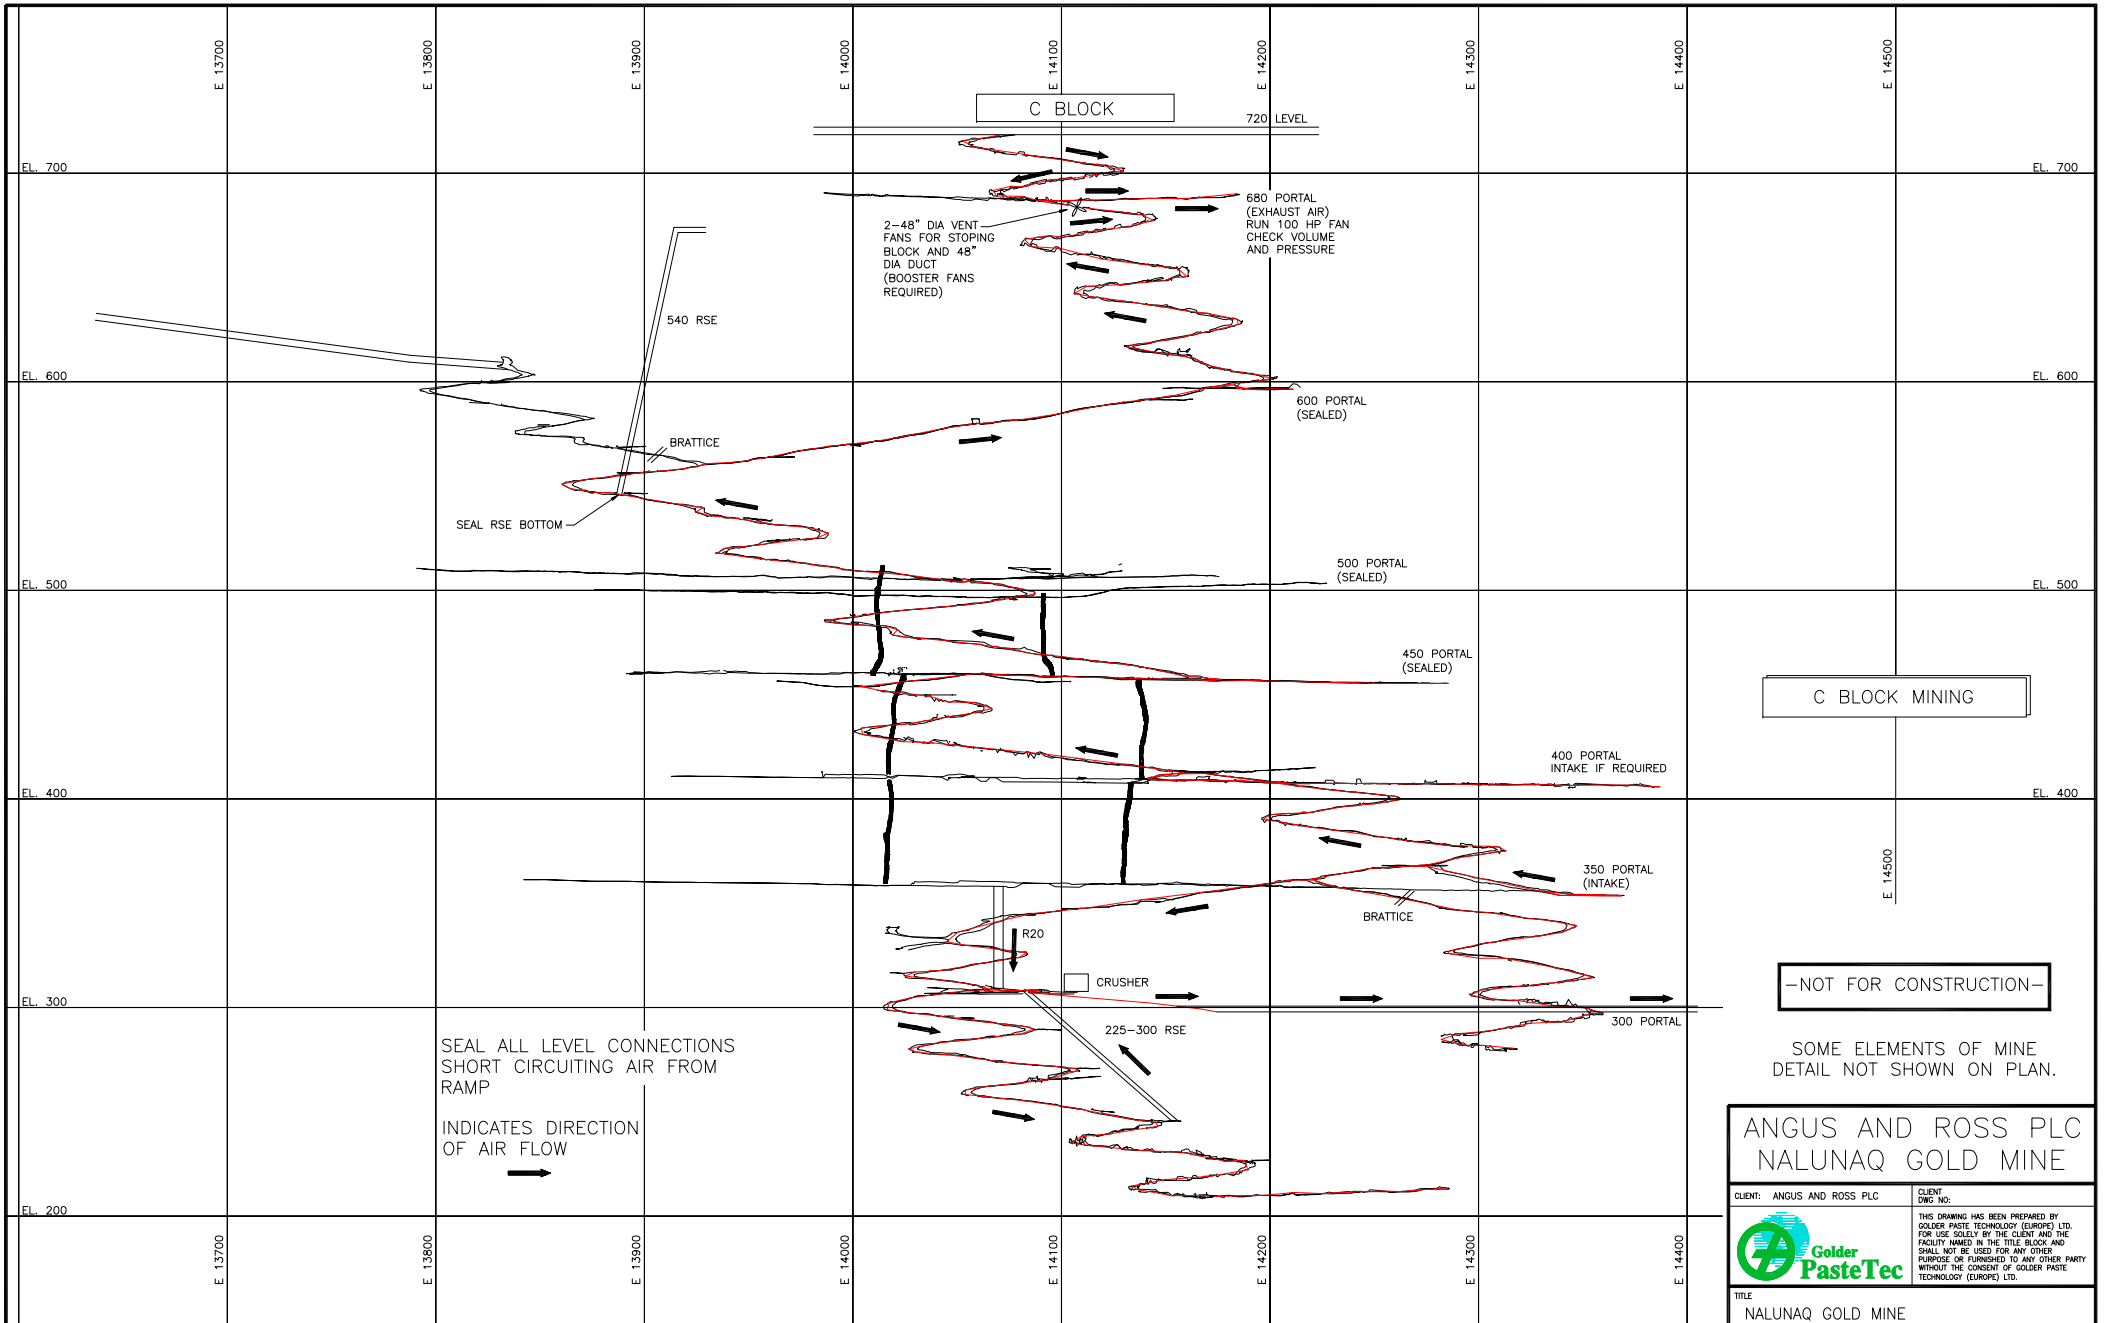 E 13700
E 13800
E 13900
E 14000
E 14100
E 14200
E 14300
E 14400
E 14500
C BLOCK
720 LEVEL
EL. 700
EL. 700
680 PORTAL
(EXHAUST AIR)
RUN 100 HP FAN
CHECK VOLUME
AND PRESSURE
2-48" DIA VENT
FANS FOR STOPING
BLOCK AND 48"
DIA DUCT
(BOOSTER FANS
REQUIRED)
540 RSE
EL. 600
EL. 600
600 PORTAL
(SEALED)
BRATTICE
SEAL RSE BOTTOM
500 PORTAL
(SEALED)
EL. 500
EL. 500
450 PORTAL
(SEALED)
C BLOCK MINING
400 PORTAL
INTAKE IF REQUIRED
EL. 400
EL. 400
E 14500
350 PORTAL
(INTAKE)
BRATTICE
R20
CRUSHER
-NOT FOR CONSTRUCTION-
EL. 300
300 PORTAL
225-300 RSE
SEAL ALL LEVEL CONNECTIONS
SHORT CIRCUITING AIR FROM
RAMP
SOME ELEMENTS OF MINE
DETAIL NOT SHOWN ON PLAN.
INDICATES DIRECTION
OF AIR FLOW
EL. 200
E 13700
E 13800
E 13900
E 14000
E 14100
E 14200
E 14300
E 14400
ANGUS AND ROSS PLC
NALUNAQ GOLD MINE
CLIENT: ANGUS AND ROSS PLC
CLIENT
DWG NO:
Golder
PasteTec
THIS DRAWING HAS BEEN PREPARED BY
GOLDER PASTE TECHNOLOGY (EUROPE) LTD.
FOR USE SOLELY BY THE CLIENT AND THE
FACILITY NAMED IN THE TITLE BLOCK AND
SHALL NOT BE USED FOR ANY OTHER
PURPOSE OR FURNISHED TO ANY OTHER PARTY
WITHOUT THE CONSENT OF GOLDER PASTE
TECHNOLOGY (EUROPE) LTD.
TITLE
NALUNAQ GOLD MINE